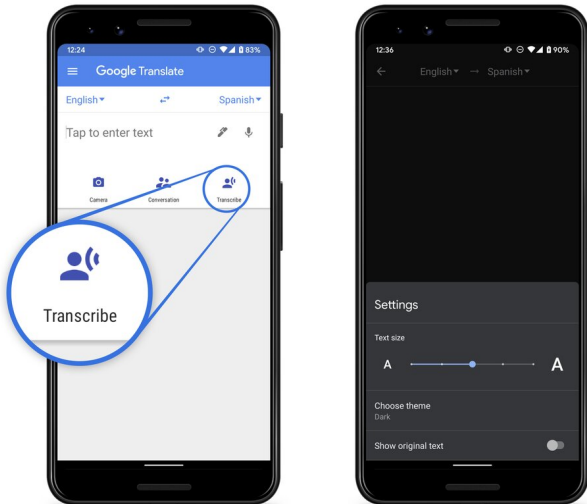 12:24
83%
Google Translate
English
Spanish
Tap to enter text
Camera
Conversation
Transcribe
Transcribe
12:36
90%
English → Spanish
Settings
Text size
A A
Choose theme
Dark
Show original text